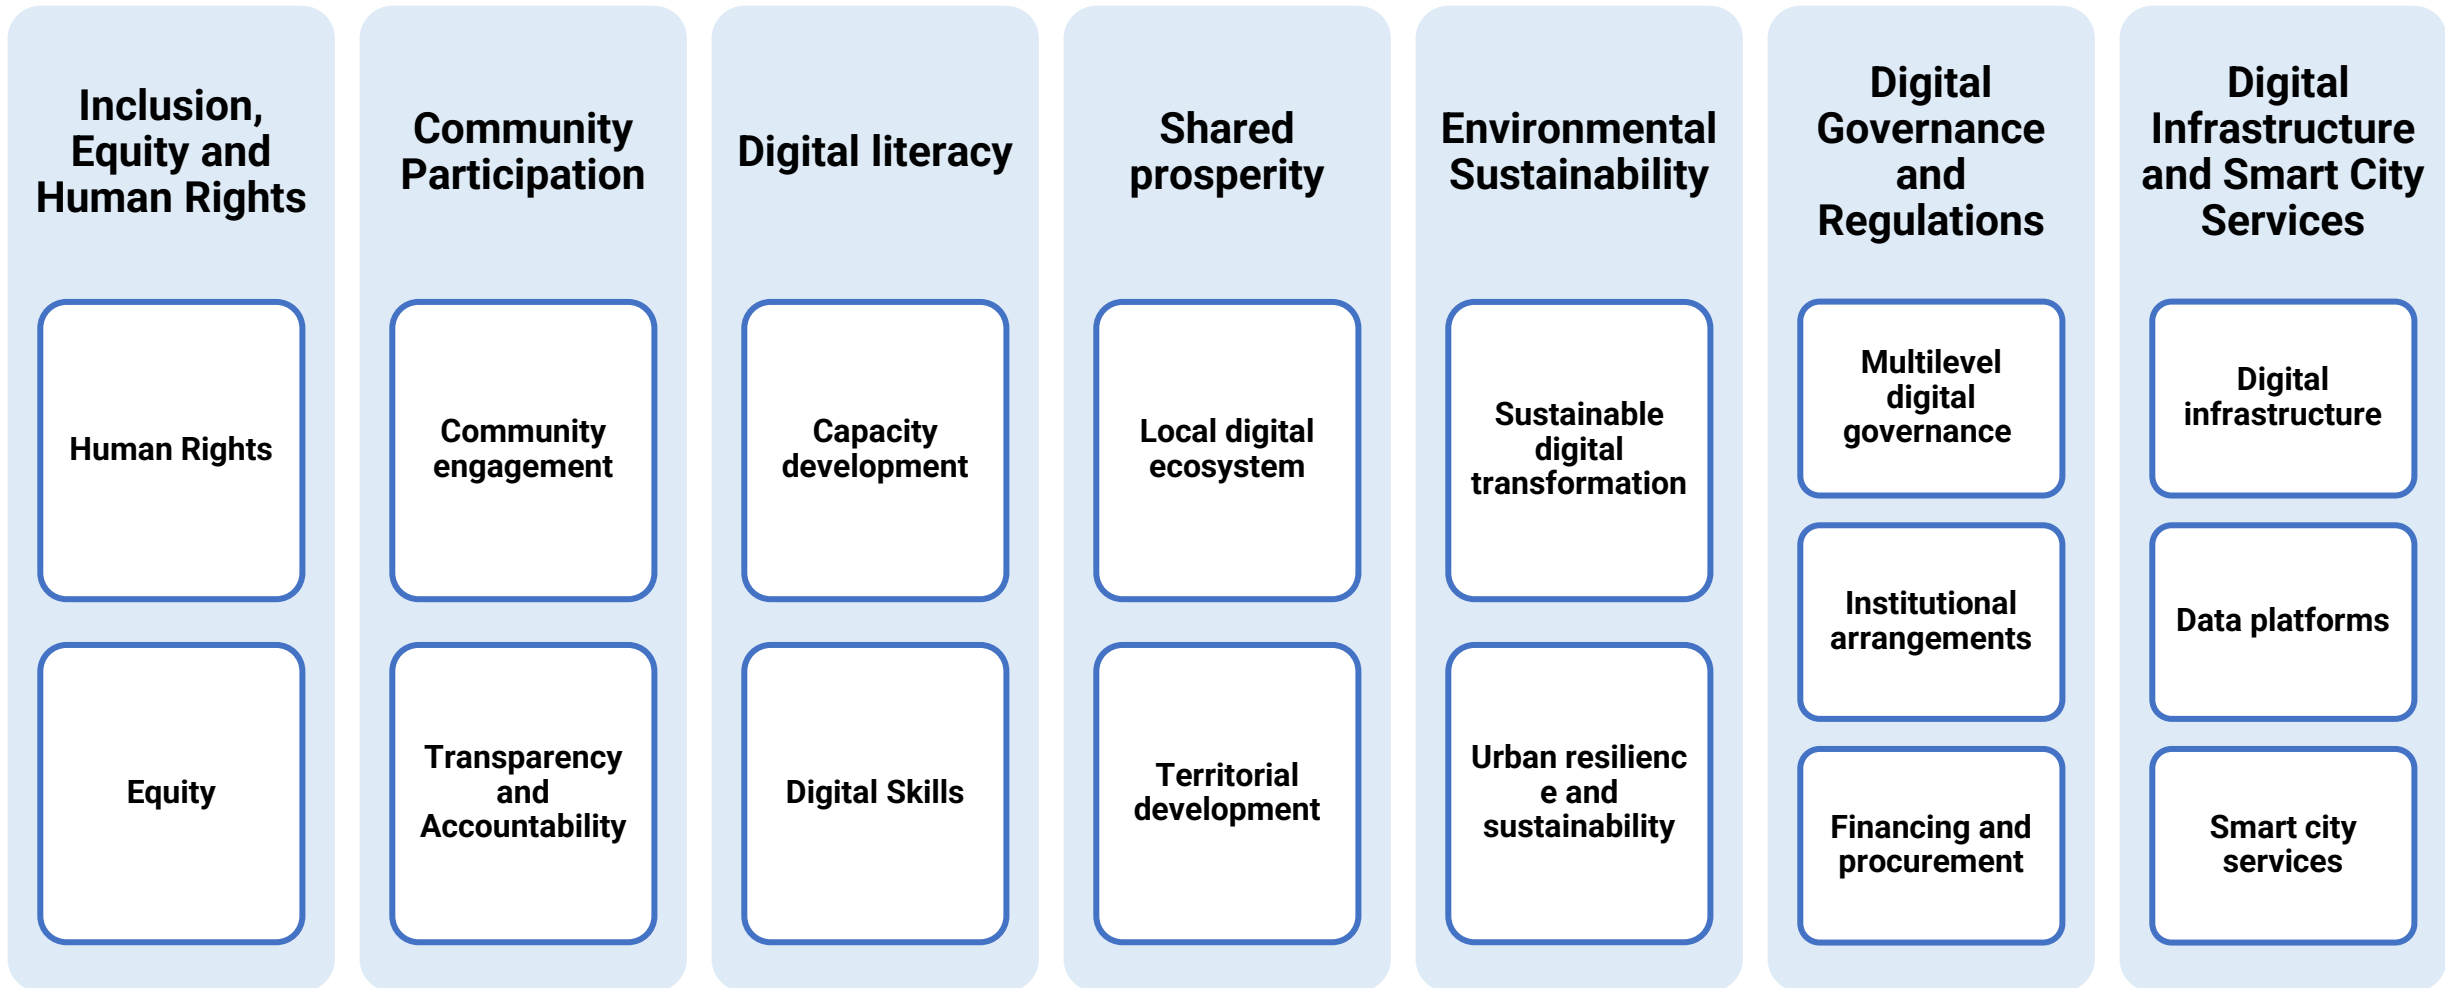 Inclusion,
Equity and
Human Rights
Human Rights
Equity
Community
Participation
Community
engagement
Transparency
and
Accountability
Digital literacy
Capacity
development
Digital Skills
Shared
prosperity
Local digital
ecosystem
Territorial
development
Environmental
Sustainability
Sustainable
digital
transformation
Urban resilienc
e and
sustainability
Digital
Governance
and
Regulations
Multilevel
digital
governance
Institutional
arrangements
Financing and
procurement
Digital
Infrastructure
and Smart City
Services
Digital
infrastructure
Data platforms
Smart city
services